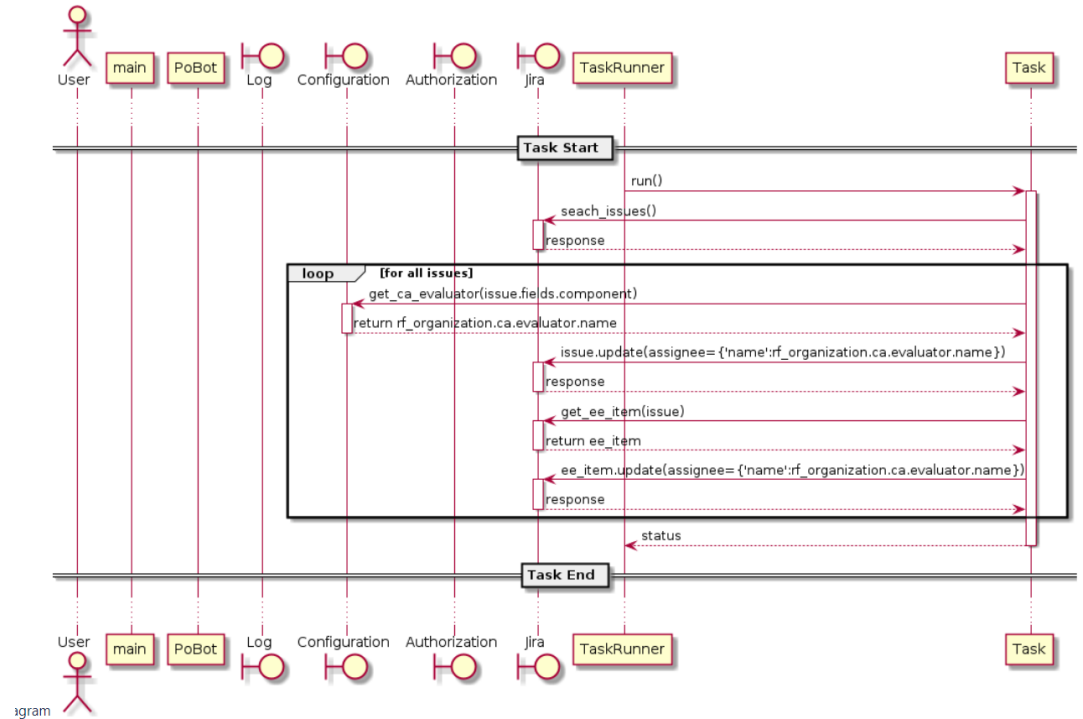 User
main
PoBot
Log
Configuration
Authorization
Jira
TaskRunner
Task
Task Start
run()
seach_issues()
response
loop [for all issues]
get_ca_evaluator(issue.fields.component)
return rf_organization.ca.evaluator.name
issue.update(assignee={'name':rf_organization.ca.evaluator.name})
response
get_ee_item(issue)
return ee_item
ee_item.update(assignee={'name':rf_organization.ca.evaluator.name})
response
status
Task End
User
main
PoBot
Log
Configuration
Authorization
Jira
TaskRunner
Task
agram